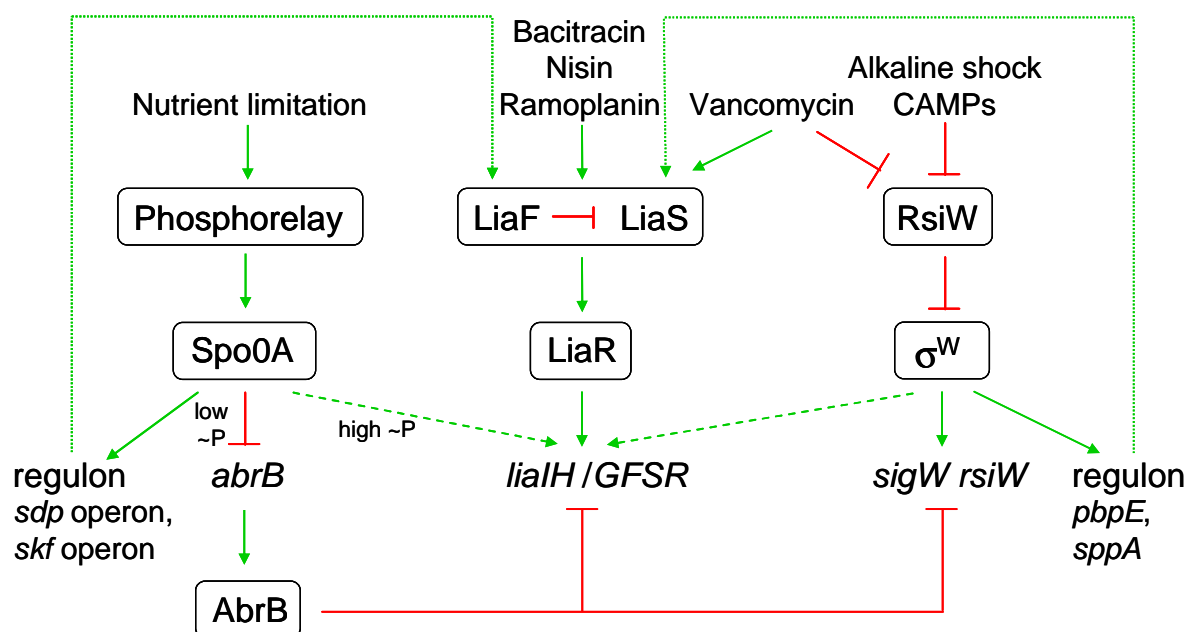 Bacitracin
Nisin
Ramoplanin
Alkaline shock
CAMPs
Nutrient limitation
Vancomycin
Phosphorelay
LiaF
LiaS
RsiW
Spo0A
LiaR
σW
low
~P
high ~P
regulon
sdp operon,
skf operon
abrB
liaIH /GFSR
sigW rsiW
regulon
pbpE,
sppA
AbrB